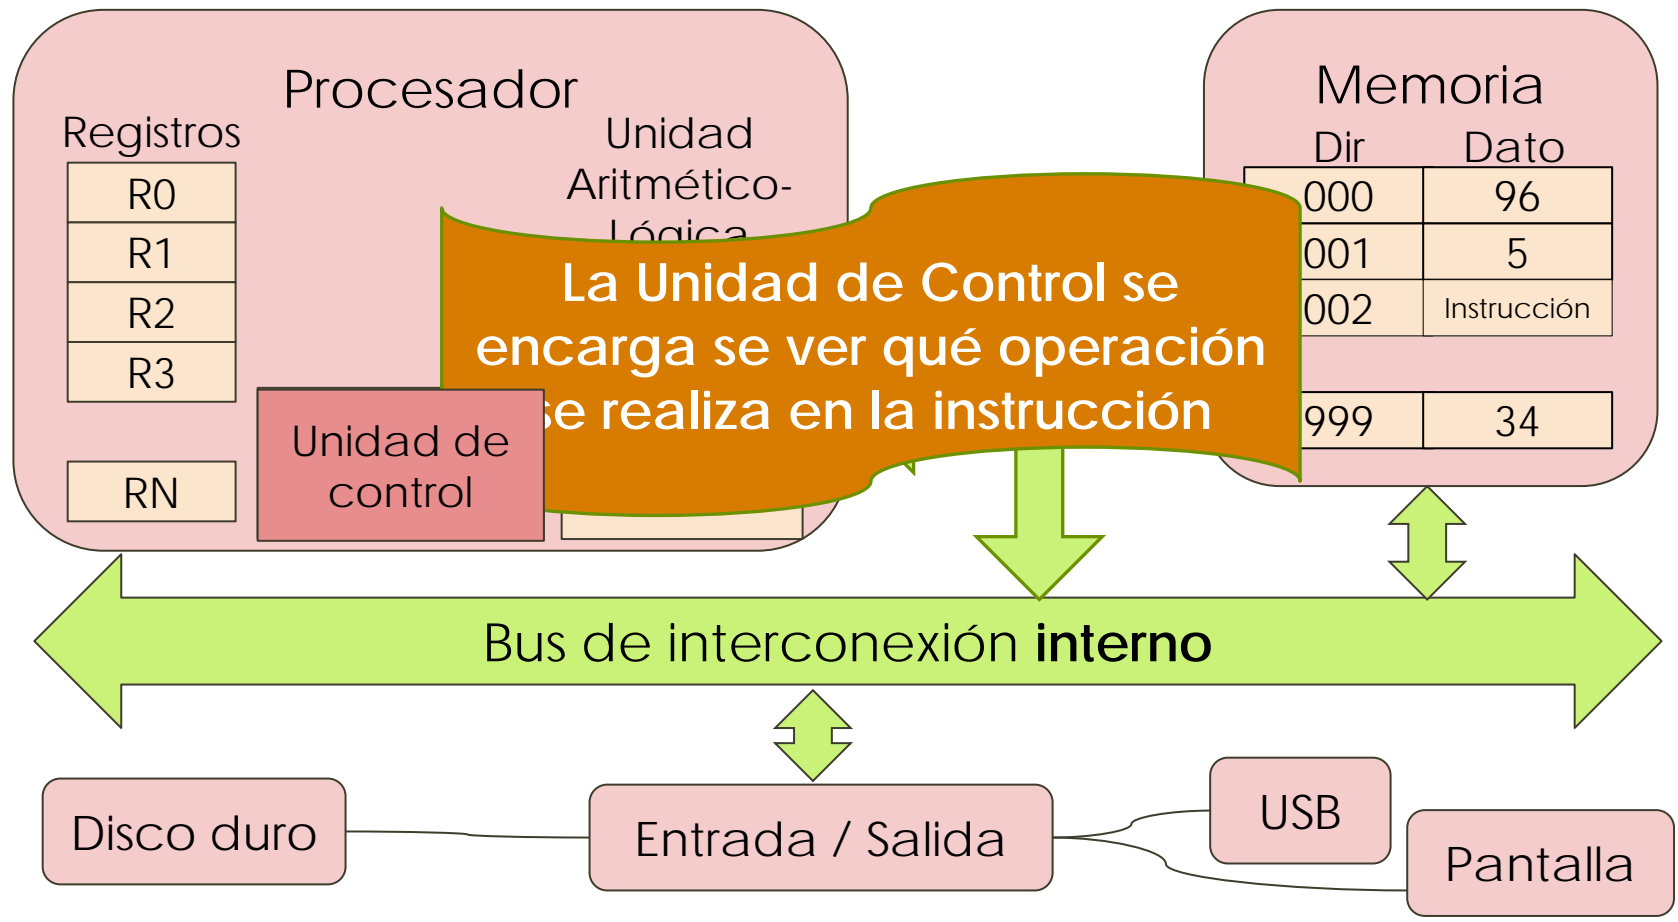 Procesador
Registros
R0
R1
R2
R3
RN
Unidad
Aritmético-
Lógica
Unidad de
control
La Unidad de Control se
encarga se ver qué operación
se realiza en la instrucción
Memoria
Dir Dato
000 96
001 5
002 Instrucción
999 34
Bus de interconexión interno
Disco duro
Entrada / Salida
USB
Pantalla